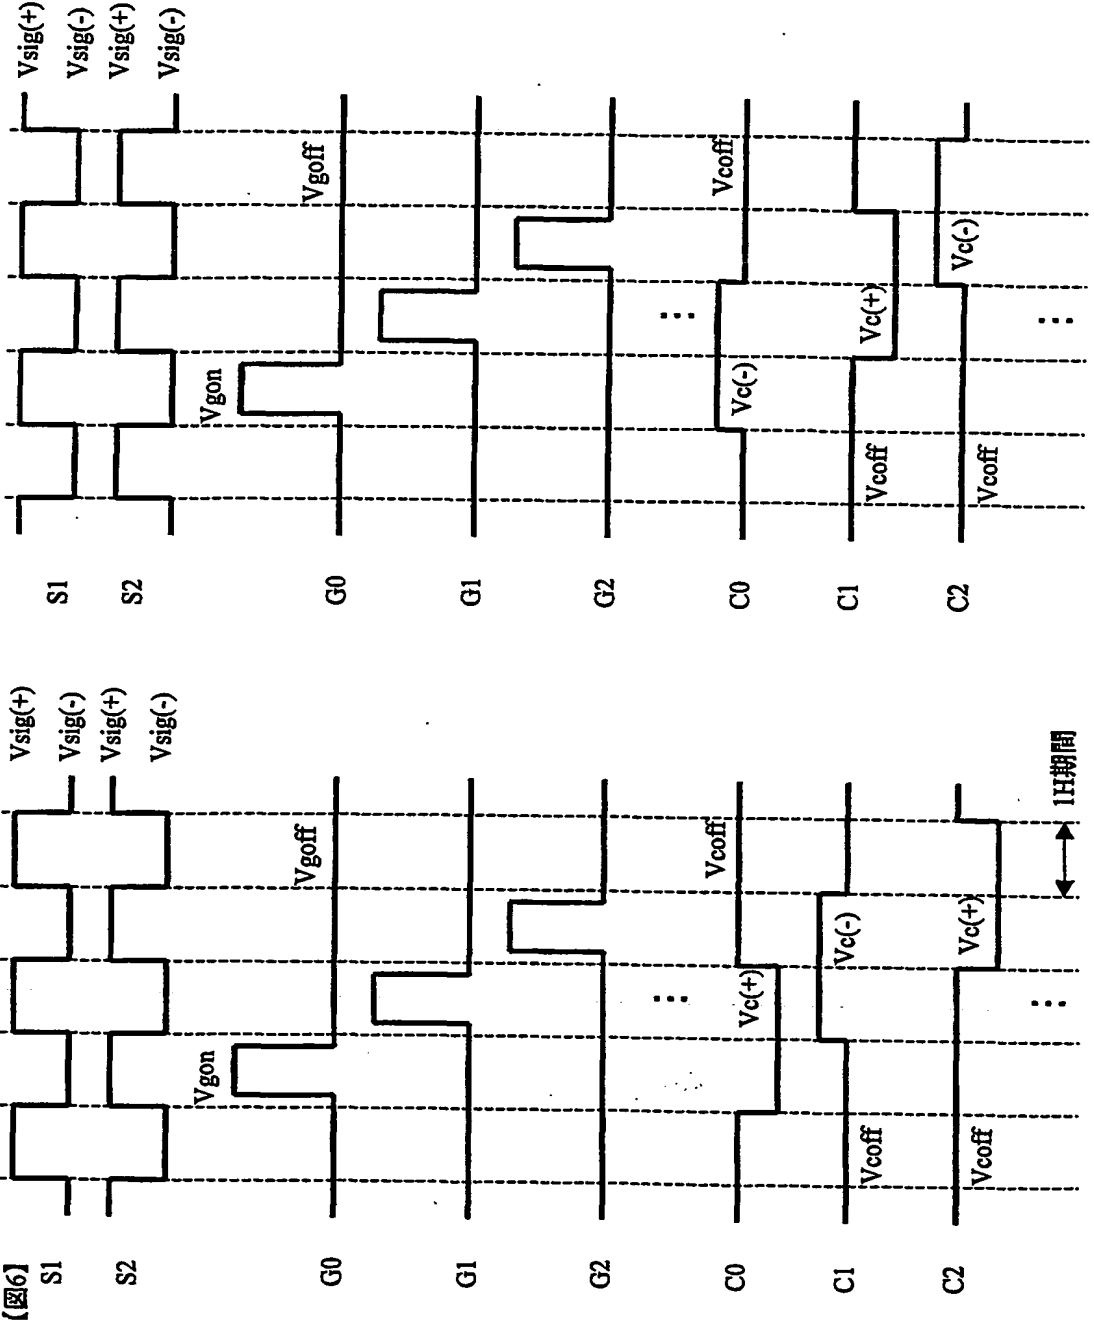 【図6】
S1
Vsig(+)
Vsig(-)
S2
Vsig(+)
Vsig(-)
G0
Vgon
Vgoff
G1
G2
⋮
C0
Vc(+)
Vcoff
C1
Vcoff
Vc(-)
C2
Vcoff
Vc(+)
⋮
1H期間
S1
Vsig(+)
Vsig(-)
S2
Vsig(+)
Vsig(-)
G0
Vgon
Vgoff
G1
G2
⋮
C0
Vc(-)
Vcoff
C1
Vcoff
Vc(+)
C2
Vcoff
Vc(-)
⋮